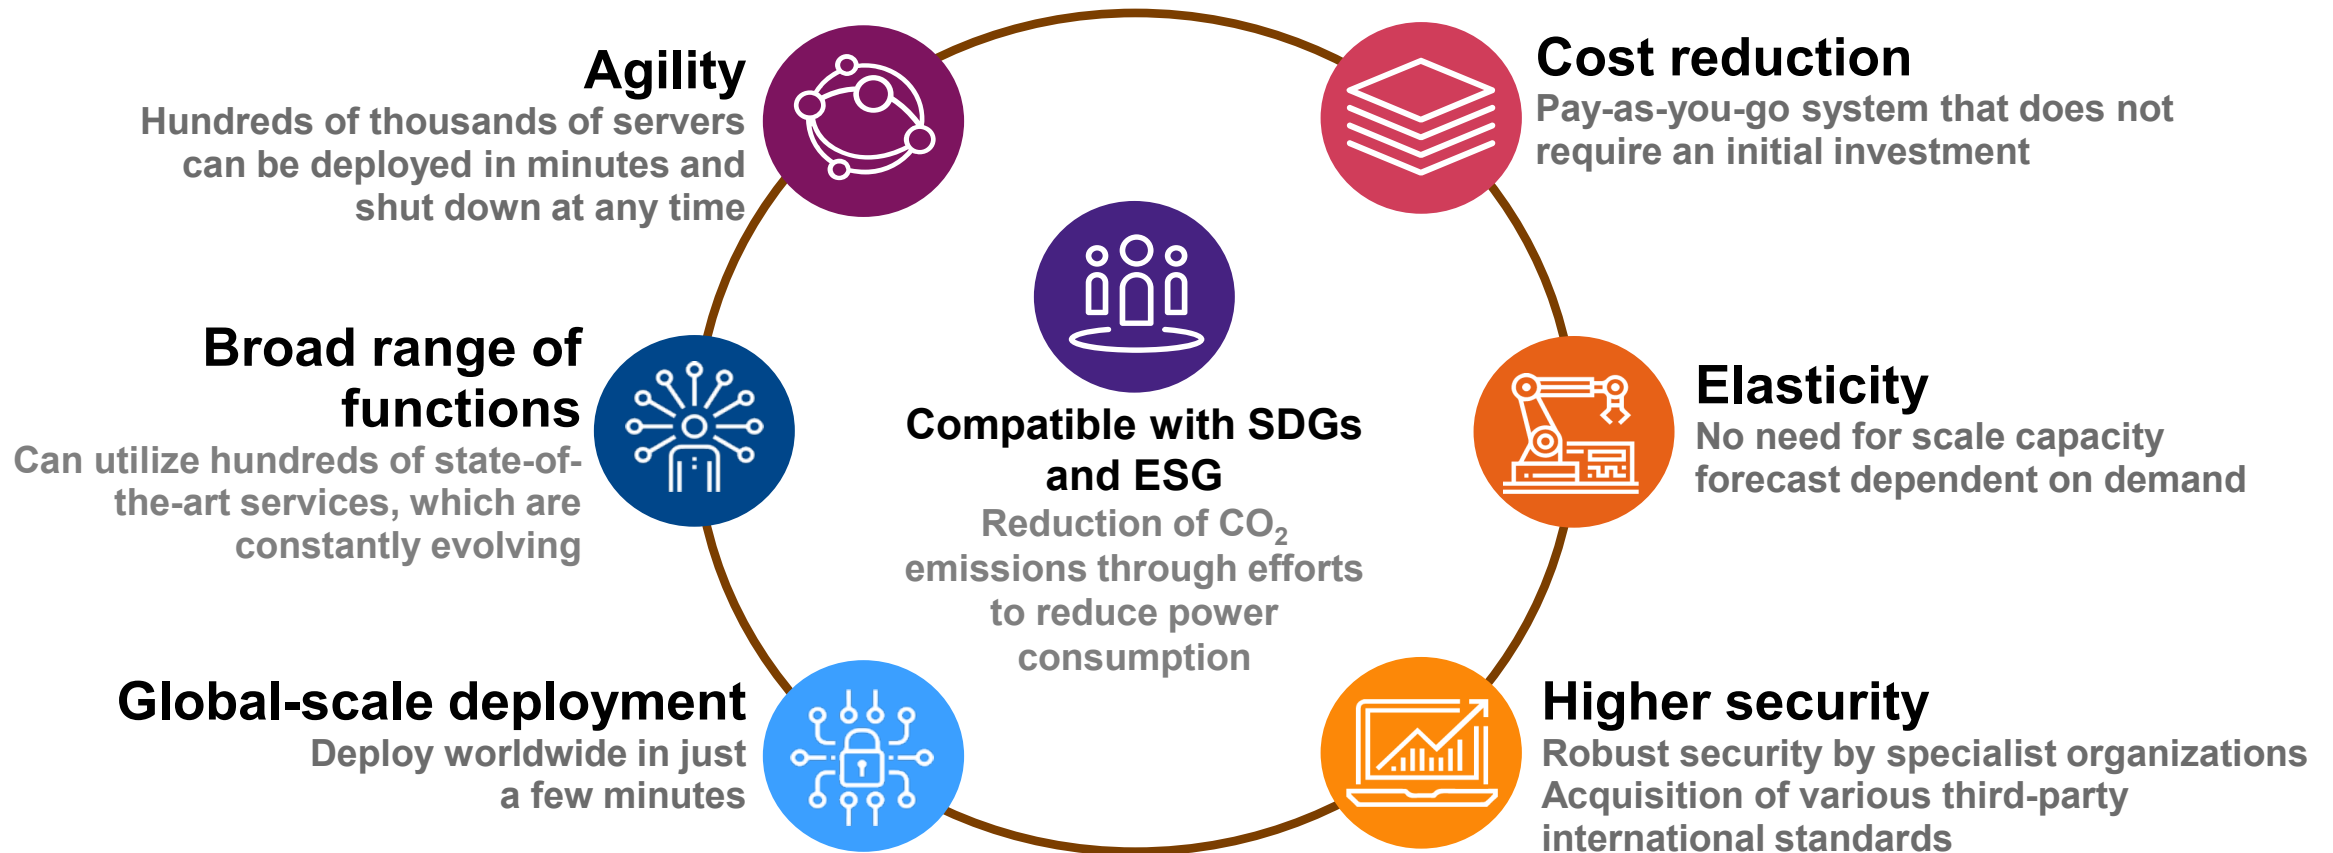 Agility
Hundreds of thousands of servers
can be deployed in minutes and
shut down at any time
Cost reduction
Pay-as-you-go system that does not
require an initial investment
Broad range of
functions
Can utilize hundreds of state-of-
the-art services, which are
constantly evolving
Compatible with SDGs
and ESG
Reduction of CO₂
emissions through efforts
to reduce power
consumption
Elasticity
No need for scale capacity
forecast dependent on demand
Global-scale deployment
Deploy worldwide in just
a few minutes
Higher security
Robust security by specialist organizations
Acquisition of various third-party
international standards